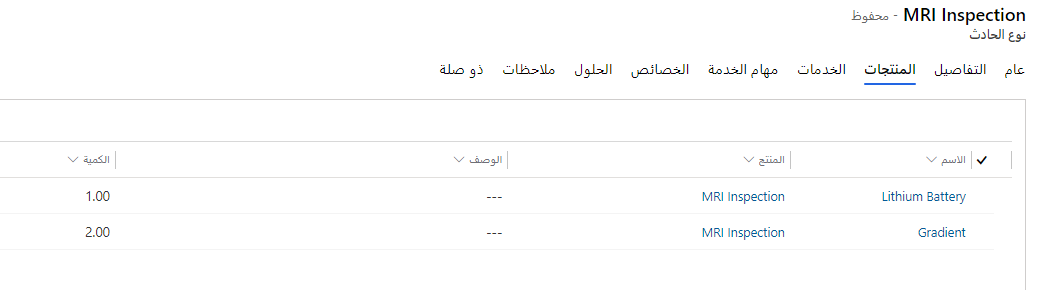 MRI Inspection - محفوظ
نوع الحادث
عام التفاصيل المنتجات الخدمات مهام الخدمة الخصائص الحلول ملاحظات ذو صلة
الاسم المنتج الوصف الكمية
Lithium Battery MRI Inspection --- 1.00
Gradient MRI Inspection --- 2.00